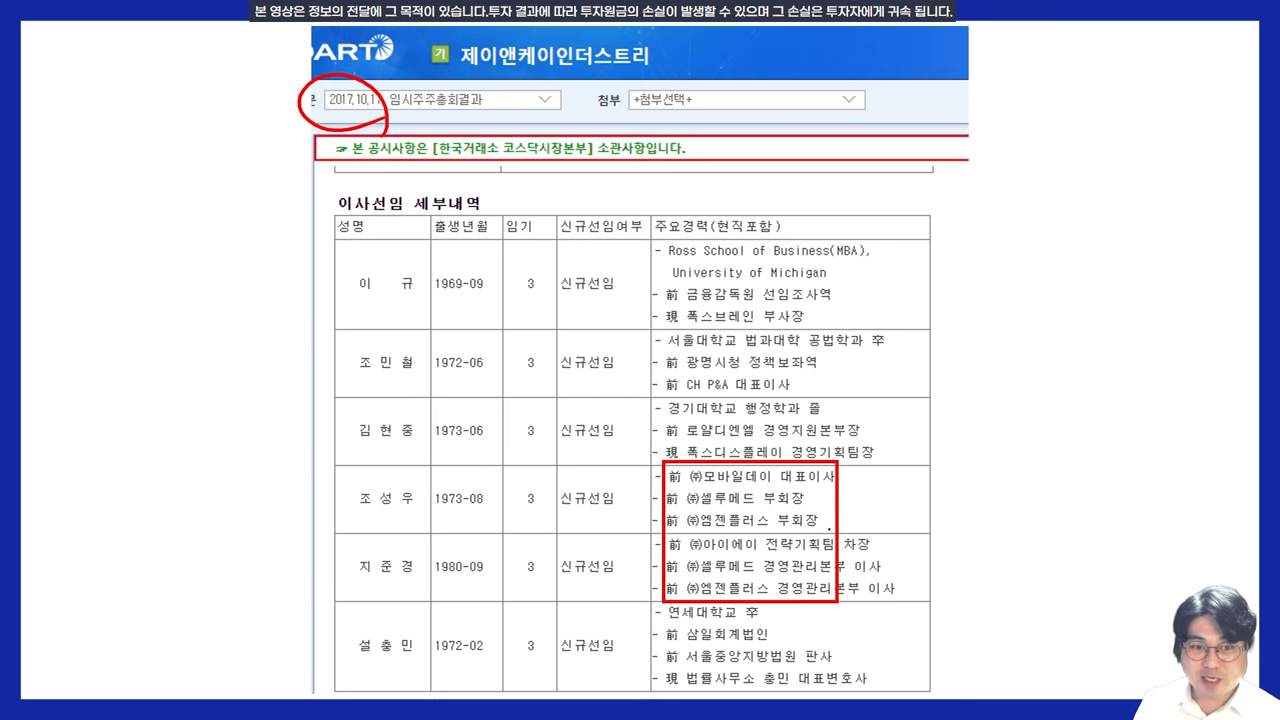 본 영상은 정보의 전달에 그 목적이 있습니다.투자 결과에 따라 투자원금의 손실이 발생할 수 있으며 그 손실은 투자자에게 귀속 됩니다.
DART 기 제이앤케이인더스트리
문 2017.10.11 임시주주총회결과 첨부 +첨부선택+
☞ 본 공시사항은 [한국거래소 코스닥시장본부] 소관사항입니다.
이사선임 세부내역
성명 출생년월 임기 신규선임여부 주요경력(현직포함)
이 규 1969-09 3 신규선임
- Ross School of Business(MBA),
University of Michigan
- 前 금융감독원 선임조사역
- 現 폭스브레인 부사장
조민철 1972-06 3 신규선임
- 서울대학교 법과대학 공법학과 卒
- 前 광명시청 정책보좌역
- 前 CH P&A 대표이사
김현중 1973-06 3 신규선임
- 경기대학교 행정학과 졸
- 前 로얄디엔엘 경영지원본부장
- 現 폭스디스플레이 경영기획팀장
조성우 1973-08 3 신규선임
- 前 ㈜모바일데이 대표이사
- 前 ㈜셀루메드 부회장
- 前 ㈜엠젠플러스 부회장
지준경 1980-09 3 신규선임
- 前 ㈜아이에이 전략기획팀 차장
- 前 ㈜셀루메드 경영관리본부 이사
- 前 ㈜엠젠플러스 경영관리본부 이사
설충민 1972-02 3 신규선임
- 연세대학교 卒
- 前 삼일회계법인
- 前 서울중앙지방법원 판사
- 現 법률사무소 충민 대표변호사